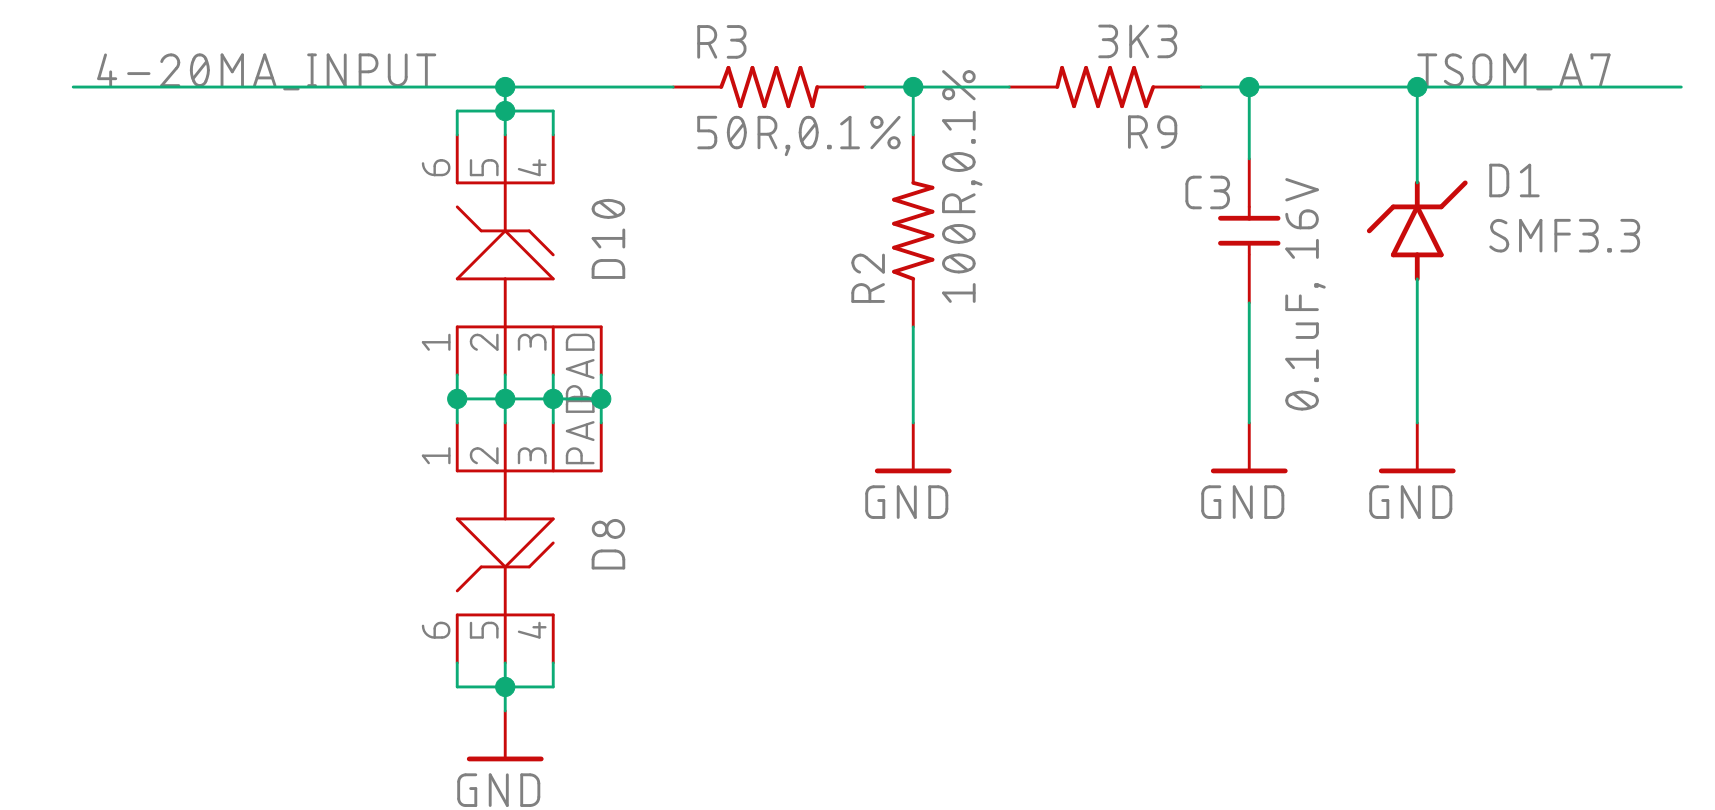 4-20MA_INPUT
R3
50R,0.1%
3K3
R9
TSOM_A7
6
5
4
D10
R2
100R,0.1%
C3
0.1uF, 16V
D1
SMF3.3
1
2
3
PAD
1
2
3
PAD
D8
6
5
4
GND
GND
GND
GND